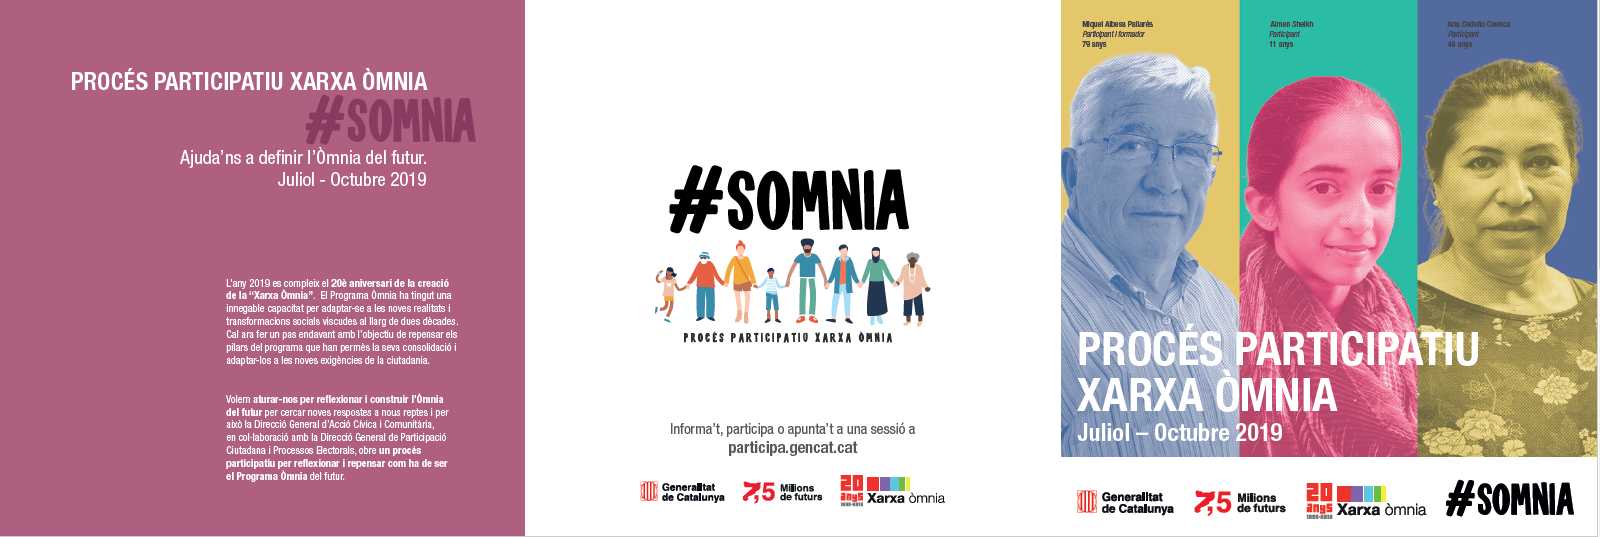 PROCÉS PARTICIPATIU XARXA ÒMNIA
#SOMNIA
Ajuda’ns a definir l’Òmnia del futur.
Juliol - Octubre 2019
L’any 2019 es compleix el 20è aniversari de la creació
de la “Xarxa Òmnia”. El Programa Òmnia ha tingut una
innegable capacitat per adaptar-se a les noves realitats i
transformacions socials viscudes al llarg de dues dècades.
Cal ara fer un pas endavant amb l’objectiu de repensar els
pilars del programa que han permès la seva consolidació i
adaptar-los a les noves exigències de la ciutadania.
Volem aturar-nos per reflexionar i construir l’Òmnia
del futur per cercar noves respostes a nous reptes i per
això la Direcció General d’Acció Cívica i Comunitària,
en col·laboració amb la Direcció General de Participació
Ciutadana i Processos Electorals, obre un procés
participatiu per reflexionar i repensar com ha de ser
el Programa Òmnia del futur.
#SOMNIA
PROCÉS PARTICIPATIU XARXA ÒMNIA
Informa’t, participa o apunta’t a una sessió a
participa.gencat.cat
Generalitat
de Catalunya
7,5 Milions
de futurs
20
anys
Xarxa òmnia
Miquel Albesa Pallarés
Participant i formador
79 anys
Aimen Sheikh
Participant
11 anys
Ana Cedeño Cuenca
Participant
46 anys
PROCÉS PARTICIPATIU
XARXA ÒMNIA
Juliol – Octubre 2019
Generalitat
de Catalunya
7,5 Milions
de futurs
20
anys
Xarxa òmnia
#SOMNIA